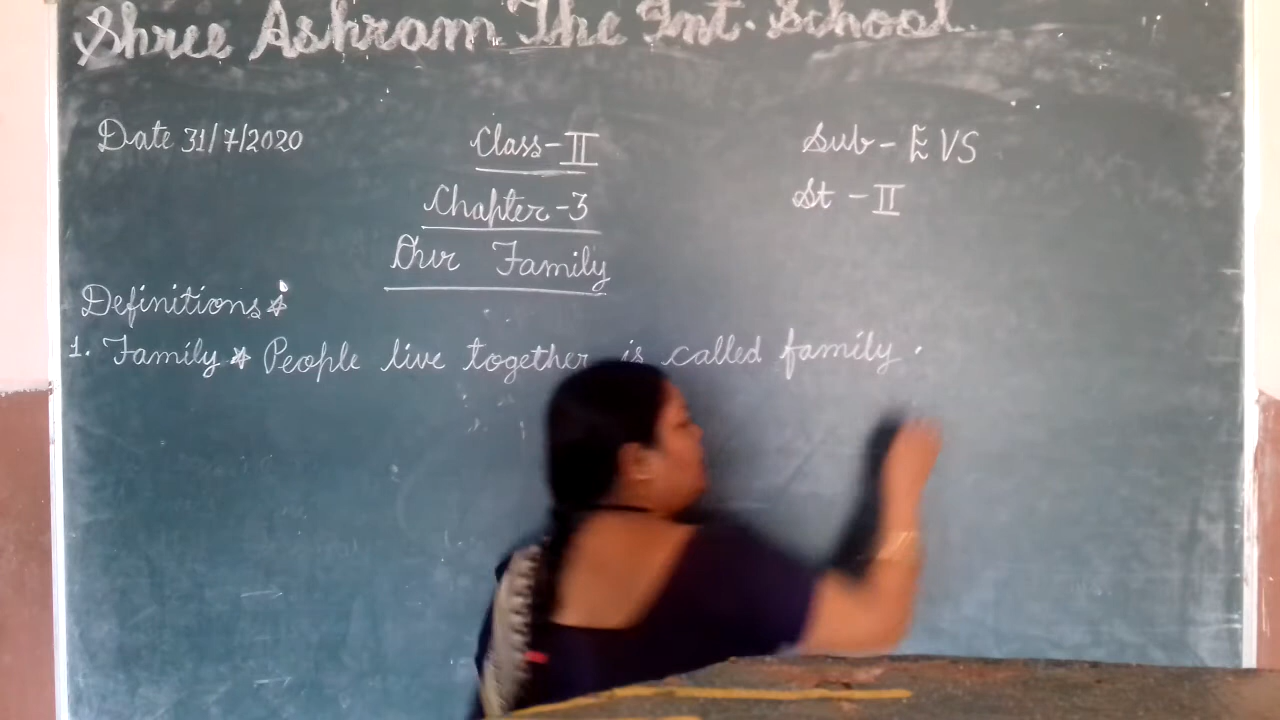 Shree Ashram The Int. School
Date 31/7/2020 Class-II Sub - EVS
Chapter-3 St - II
Our Family
Definitions *
1. Family * People live together is called family.